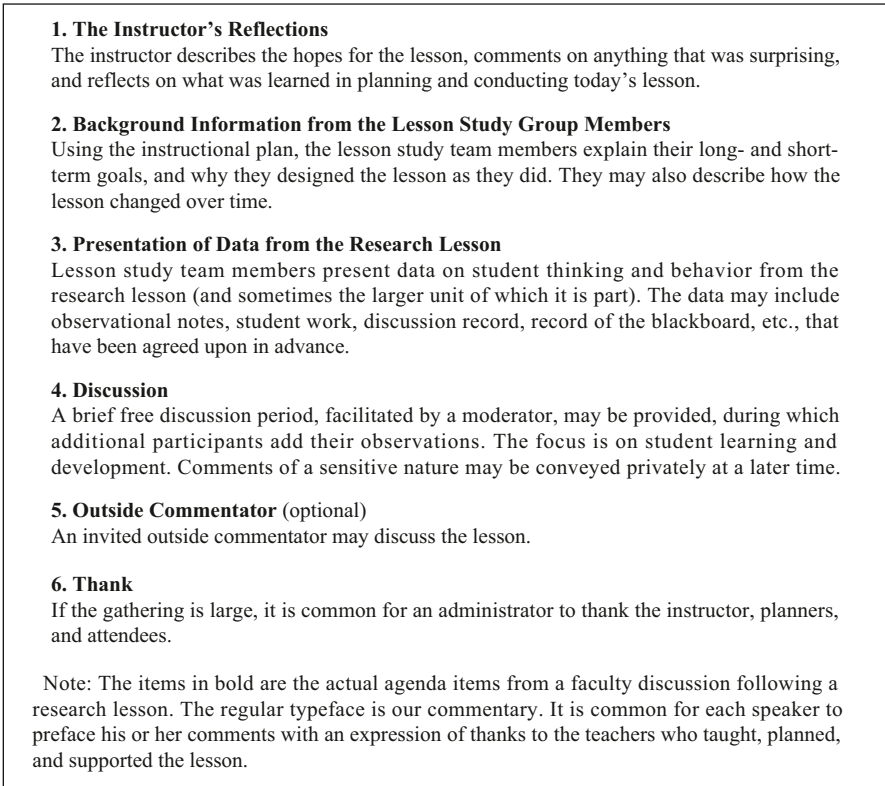 1. The Instructor’s Reflections
The instructor describes the hopes for the lesson, comments on anything that was surprising,
and reflects on what was learned in planning and conducting today’s lesson.
2. Background Information from the Lesson Study Group Members
Using the instructional plan, the lesson study team members explain their long- and short-
term goals, and why they designed the lesson as they did. They may also describe how the
lesson changed over time.
3. Presentation of Data from the Research Lesson
Lesson study team members present data on student thinking and behavior from the
research lesson (and sometimes the larger unit of which it is part). The data may include
observational notes, student work, discussion record, record of the blackboard, etc., that
have been agreed upon in advance.
4. Discussion
A brief free discussion period, facilitated by a moderator, may be provided, during which
additional participants add their observations. The focus is on student learning and
development. Comments of a sensitive nature may be conveyed privately at a later time.
5. Outside Commentator (optional)
An invited outside commentator may discuss the lesson.
6. Thank
If the gathering is large, it is common for an administrator to thank the instructor, planners,
and attendees.
Note: The items in bold are the actual agenda items from a faculty discussion following a
research lesson. The regular typeface is our commentary. It is common for each speaker to
preface his or her comments with an expression of thanks to the teachers who taught, planned,
and supported the lesson.